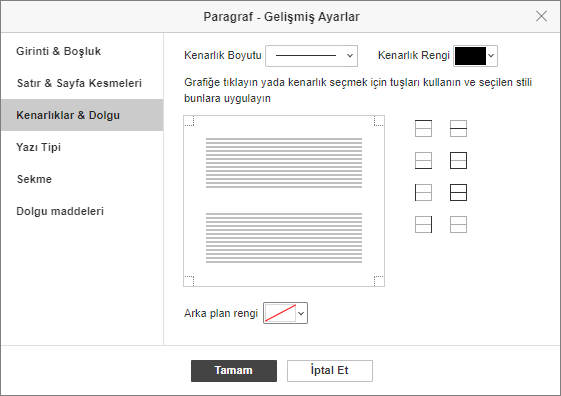 Paragraf - Gelişmiş Ayarlar
Girinti & Boşluk
Satır & Sayfa Kesmeleri
Kenarlıklar & Dolgu
Yazı Tipi
Sekme
Dolgu maddeleri
Kenarlık Boyutu
Kenarlık Rengi
Grafiğe tıklayın yada kenarlık seçmek için tuşları kullanın ve seçilen stili
bunlara uygulayın
Arka plan rengi
Tamam
İptal Et